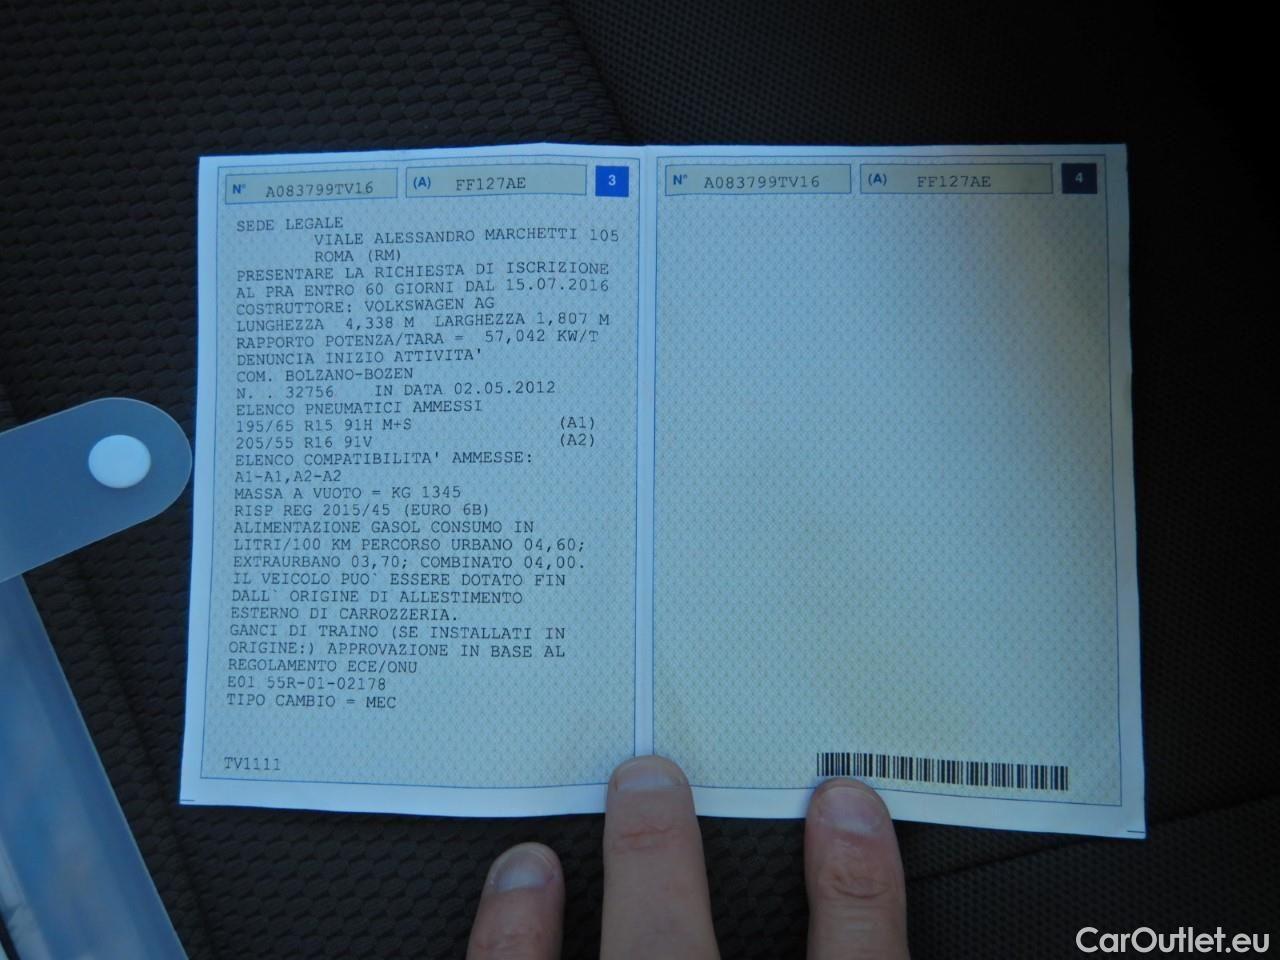 N° A083799TV16 (A) FF127AE 3
SEDE LEGALE
VIALE ALESSANDRO MARCHETTI 105
ROMA (RM)
PRESENTARE LA RICHIESTA DI ISCRIZIONE
AL PRA ENTRO 60 GIORNI DAL 15.07.2016
COSTRUTTORE: VOLKSWAGEN AG
LUNGHEZZA 4,338 M LARGHEZZA 1,807 M
RAPPORTO POTENZA/TARA = 57,042 KW/T
DENUNCIA INIZIO ATTIVITA'
COM. BOLZANO-BOZEN
N. . 32756 IN DATA 02.05.2012
ELENCO PNEUMATICI AMMESSI
195/65 R15 91H M+S (A1)
205/55 R16 91V (A2)
ELENCO COMPATIBILITA' AMMESSE:
A1-A1,A2-A2
MASSA A VUOTO = KG 1345
RISP REG 2015/45 (EURO 6B)
ALIMENTAZIONE GASOL CONSUMO IN
LITRI/100 KM PERCORSO URBANO 04,60;
EXTRAURBANO 03,70; COMBINATO 04,00.
IL VEICOLO PUO` ESSERE DOTATO FIN
DALL` ORIGINE DI ALLESTIMENTO
ESTERNO DI CARROZZERIA.
GANCI DI TRAINO (SE INSTALLATI IN
ORIGINE:) APPROVAZIONE IN BASE AL
REGOLAMENTO ECE/ONU
E01 55R-01-02178
TIPO CAMBIO = MEC
TV1111
N° A083799TV16 (A) FF127AE 4
CarOutlet.eu